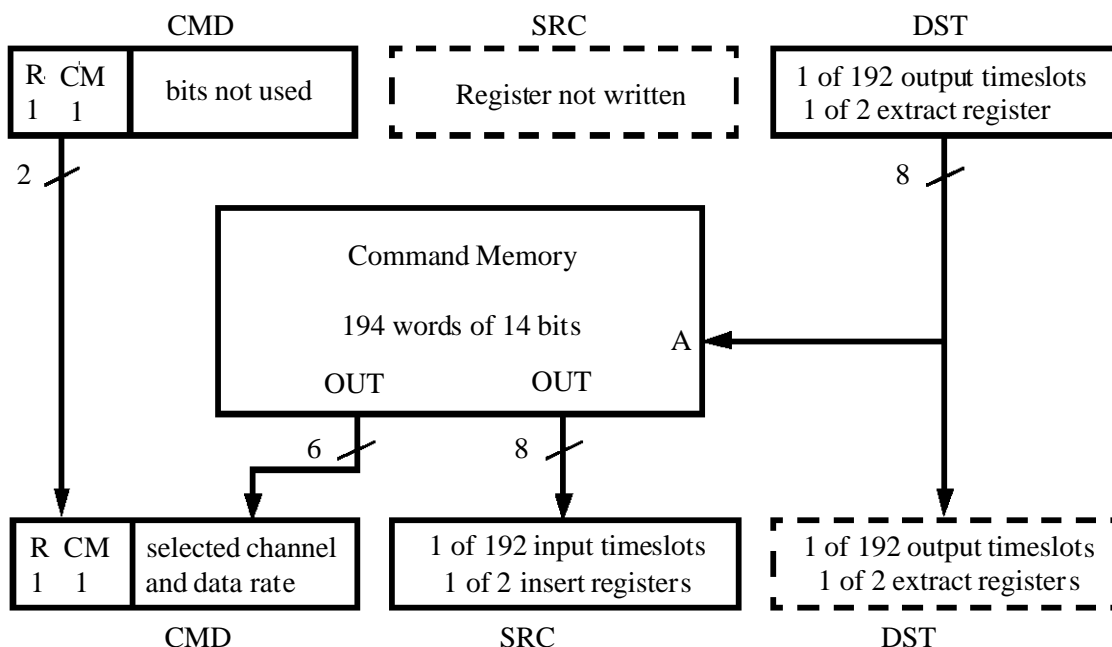 CMD SRC DST
R CM
1 1
bits not used
Register not written
1 of 192 output timeslots
1 of 2 extract register
2
8
Command Memory
194 words of 14 bits
A
OUT OUT
6
8
R CM
1 1
selected channel
and data rate
1 of 192 input timeslots
1 of 2 insert registers
1 of 192 output timeslots
1 of 2 extract registers
CMD SRC DST